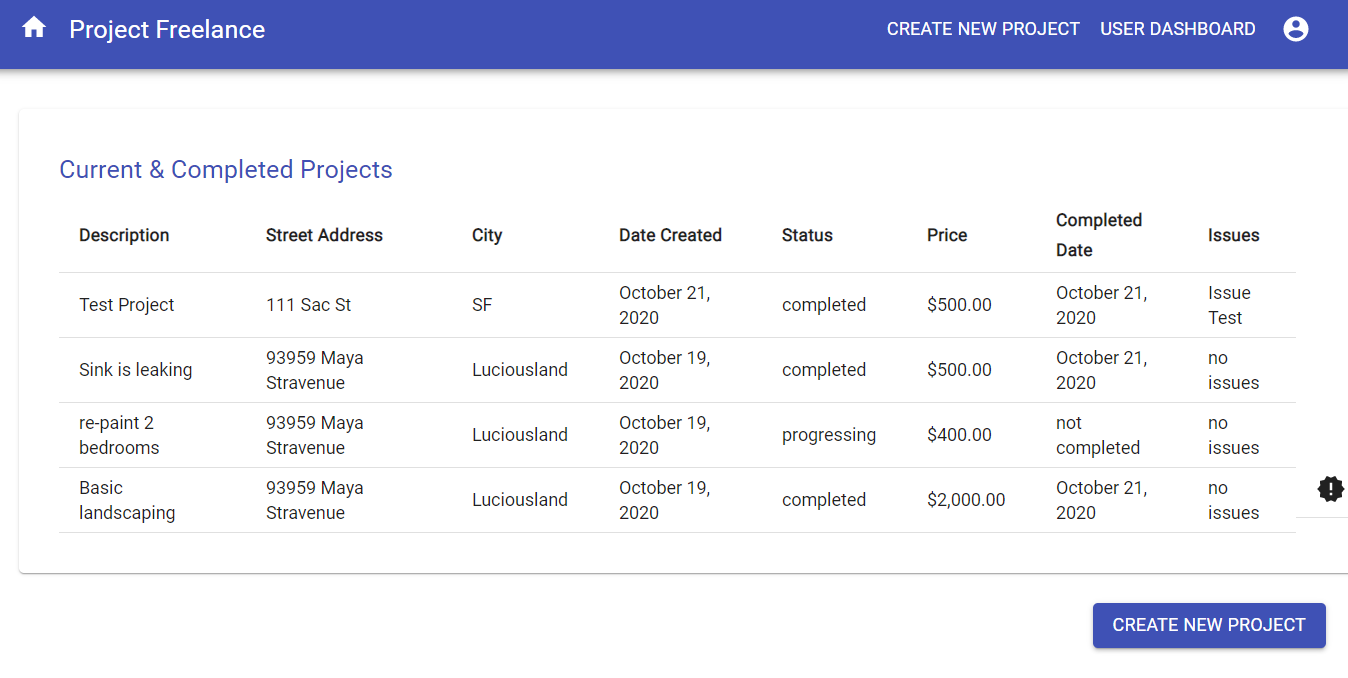 Project Freelance
CREATE NEW PROJECT
USER DASHBOARD
Current & Completed Projects
Description
Street Address
City
Date Created
Status
Price
Completed
Date
Issues
Test Project
111 Sac St
SF
October 21,
2020
completed
$500.00
October 21,
2020
Issue
Test
Sink is leaking
93959 Maya
Stravenue
Luciousland
October 19,
2020
completed
$500.00
October 21,
2020
no
issues
re-paint 2
bedrooms
93959 Maya
Stravenue
Luciousland
October 19,
2020
progressing
$400.00
not
completed
no
issues
Basic
landscaping
93959 Maya
Stravenue
Luciousland
October 19,
2020
completed
$2,000.00
October 21,
2020
no
issues
CREATE NEW PROJECT